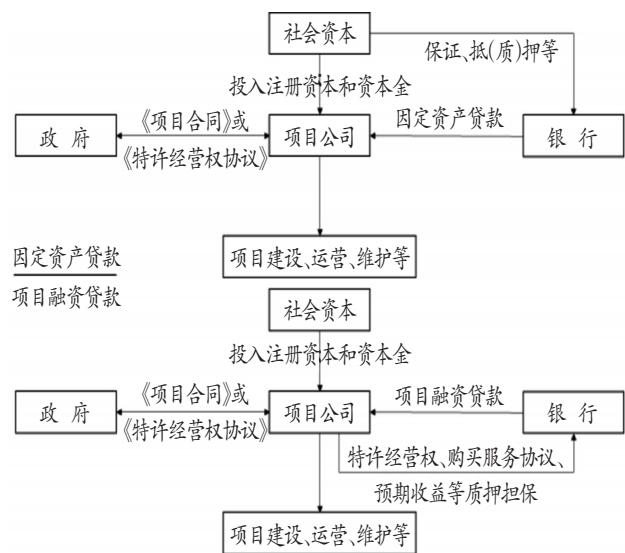 社会资本
保证、抵(质)押等
投入注册资本和资本金
《项目合同》或
因定资产贷款
政府
项目公司
银行
《特许经营权协议》
项目建设、运营、维护等
因定资产贷款
项目融资贷款
社会资本
投入注册资本和资本金
《项目合同》或
项目融资贷款
政府
项目公司
银行
《特许经营权协议》
特许经营权、购买服务协议、
预期收益等质押担保
项目建设、运营、维护等